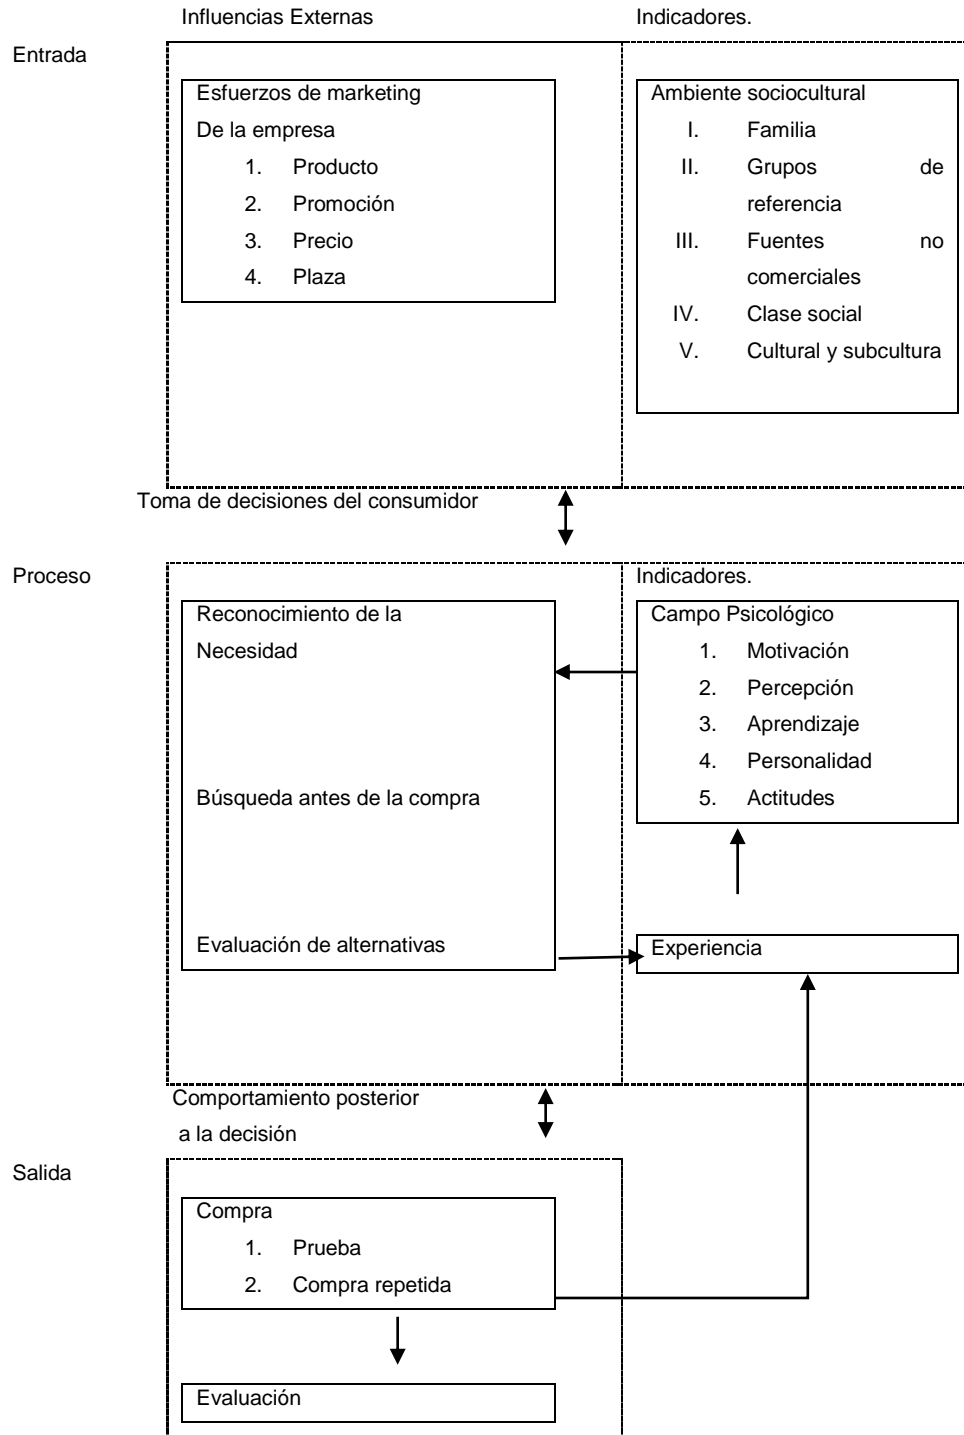 Influencias Externas
Indicadores.
Entrada
Esfuerzos de marketing
De la empresa
1. Producto
2. Promoción
3. Precio
4. Plaza
Ambiente sociocultural
I. Familia
II. Grupos de
referencia
III. Fuentes no
comerciales
IV. Clase social
V. Cultural y subcultura
Toma de decisiones del consumidor
Proceso
Indicadores.
Reconocimiento de la
Necesidad
Búsqueda antes de la compra
Evaluación de alternativas
Campo Psicológico
1. Motivación
2. Percepción
3. Aprendizaje
4. Personalidad
5. Actitudes
Experiencia
Comportamiento posterior
a la decisión
Salida
Compra
1. Prueba
2. Compra repetida
Evaluación